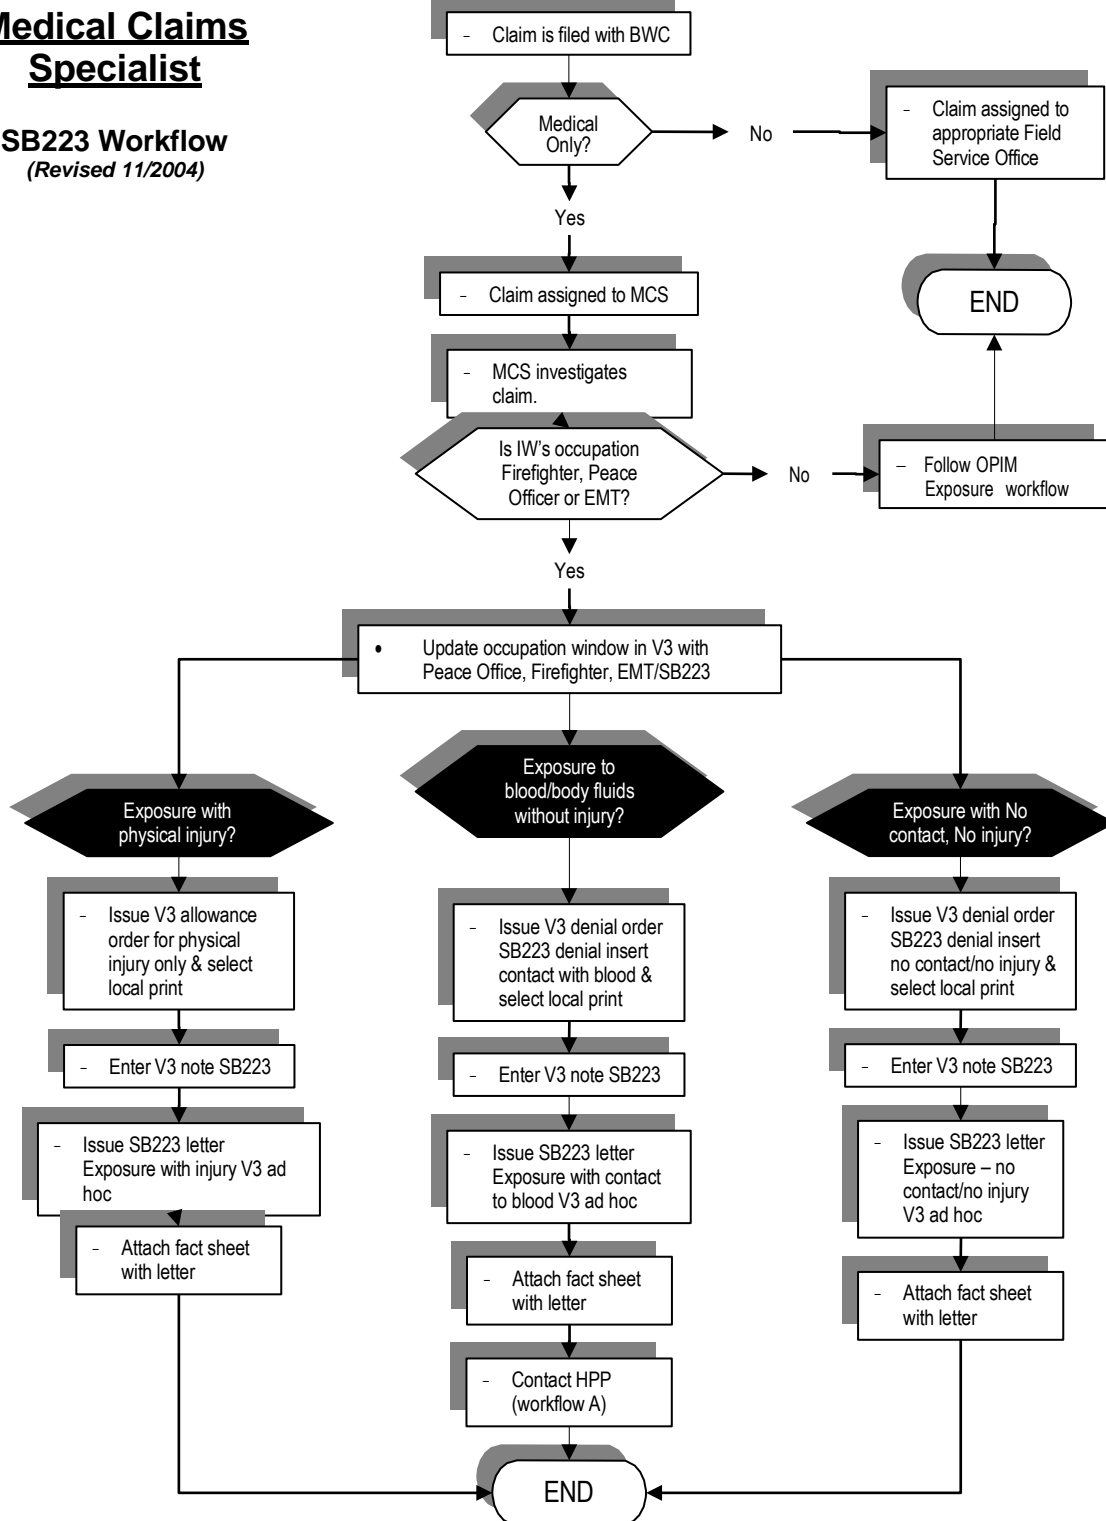 Medical Claims
Specialist
SB223 Workflow
(Revised 11/2004)
- Claim is filed with BWC
Medical
Only?
No
- Claim assigned to
appropriate Field
Service Office
END
Yes
- Claim assigned to MCS
- MCS investigates
claim.
Is IW's occupation
Firefighter, Peace
Officer or EMT?
No
- Follow OPIM
Exposure workflow
Yes
• Update occupation window in V3 with
Peace Office, Firefighter, EMT/SB223
Exposure with
physical injury?
- Issue V3 allowance
order for physical
injury only & select
local print
- Enter V3 note SB223
- Issue SB223 letter
Exposure with injury V3 ad
hoc
- Attach fact sheet
with letter
Exposure to
blood/body fluids
without injury?
- Issue V3 denial order
SB223 denial insert
contact with blood &
select local print
- Enter V3 note SB223
- Issue SB223 letter
Exposure with contact
to blood V3 ad hoc
- Attach fact sheet
with letter
- Contact HPP
(workflow A)
Exposure with No
contact, No injury?
- Issue V3 denial order
SB223 denial insert
no contact/no injury &
select local print
- Enter V3 note SB223
- Issue SB223 letter
Exposure – no
contact/no injury
V3 ad hoc
- Attach fact sheet
with letter
END